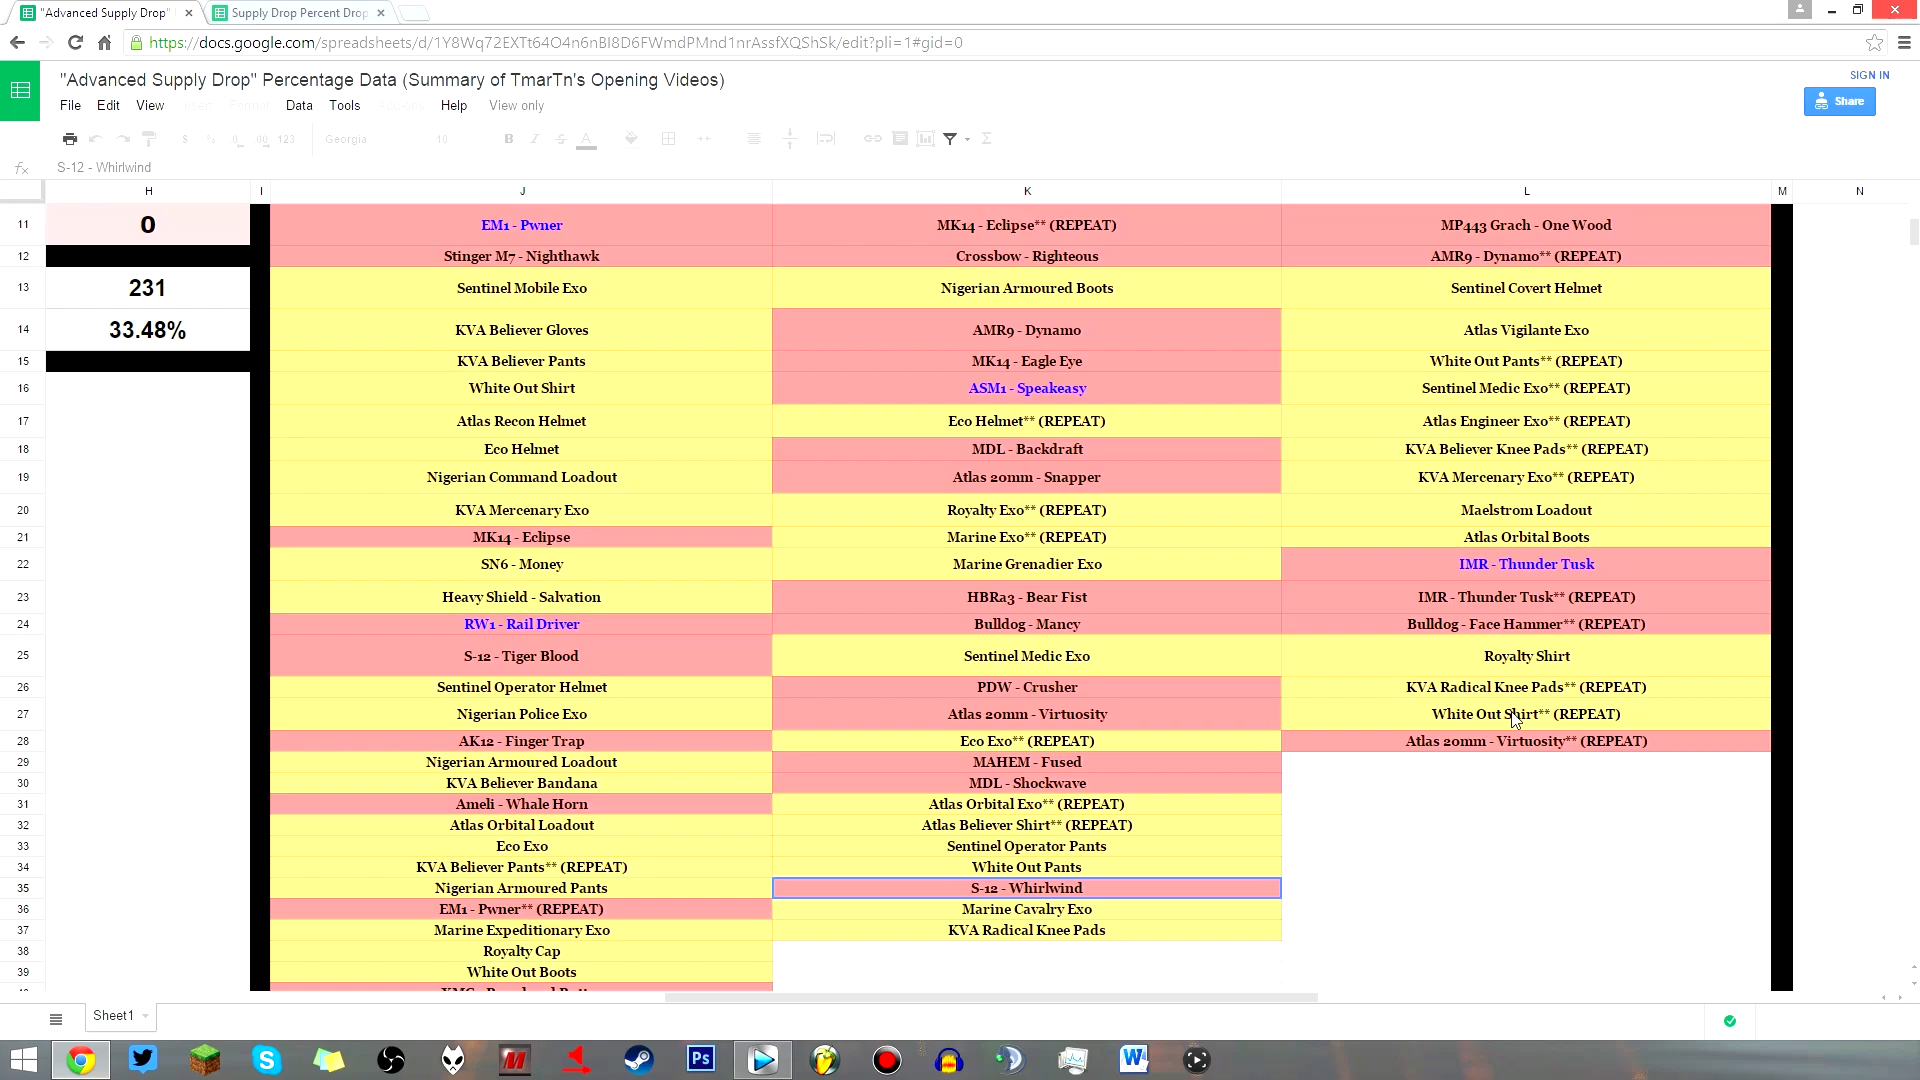 "Advanced Supply Drop"
Supply Drop Percent Drop
https://docs.google.com/spreadsheets/d/1Y8Wq72EXTt64O4n6nBI8D6FWmdPMnd1nrAssfXQShSk/edit?pli=1#gid=0
"Advanced Supply Drop" Percentage Data (Summary of TmarTn's Opening Videos)
SIGN IN
File Edit View Insert Format Data Tools Add-ons Help View only
Share
$ % .0 .00 123 Georgia 10 B I S A Σ
fx S-12 - Whirlwind
H I J K L M N
11 0 EM1 - Pwner MK14 - Eclipse** (REPEAT) MP443 Grach - One Wood
12 Stinger M7 - Nighthawk Crossbow - Righteous AMR9 - Dynamo** (REPEAT)
13 231 Sentinel Mobile Exo Nigerian Armoured Boots Sentinel Covert Helmet
14 33.48% KVA Believer Gloves AMR9 - Dynamo Atlas Vigilante Exo
15 KVA Believer Pants MK14 - Eagle Eye White Out Pants** (REPEAT)
16 White Out Shirt ASM1 - Speakeasy Sentinel Medic Exo** (REPEAT)
17 Atlas Recon Helmet Eco Helmet** (REPEAT) Atlas Engineer Exo** (REPEAT)
18 Eco Helmet MDL - Backdraft KVA Believer Knee Pads** (REPEAT)
19 Nigerian Command Loadout Atlas 20mm - Snapper KVA Mercenary Exo** (REPEAT)
20 KVA Mercenary Exo Royalty Exo** (REPEAT) Maelstrom Loadout
21 MK14 - Eclipse Marine Exo** (REPEAT) Atlas Orbital Boots
22 SN6 - Money Marine Grenadier Exo IMR - Thunder Tusk
23 Heavy Shield - Salvation HBRa3 - Bear Fist IMR - Thunder Tusk** (REPEAT)
24 RW1 - Rail Driver Bulldog - Mancy Bulldog - Face Hammer** (REPEAT)
25 S-12 - Tiger Blood Sentinel Medic Exo Royalty Shirt
26 Sentinel Operator Helmet PDW - Crusher KVA Radical Knee Pads** (REPEAT)
27 Nigerian Police Exo Atlas 20mm - Virtuosity White Out Shirt** (REPEAT)
28 AK12 - Finger Trap Eco Exo** (REPEAT) Atlas 20mm - Virtuosity** (REPEAT)
29 Nigerian Armoured Loadout MAHEM - Fused
30 KVA Believer Bandana MDL - Shockwave
31 Ameli - Whale Horn Atlas Orbital Exo** (REPEAT)
32 Atlas Orbital Loadout Atlas Believer Shirt** (REPEAT)
33 Eco Exo Sentinel Operator Pants
34 KVA Believer Pants** (REPEAT) White Out Pants
35 Nigerian Armoured Pants S-12 - Whirlwind
36 EM1 - Pwner** (REPEAT) Marine Cavalry Exo
37 Marine Expeditionary Exo KVA Radical Knee Pads
38 Royalty Cap
39 White Out Boots
Sheet1
Ps
W